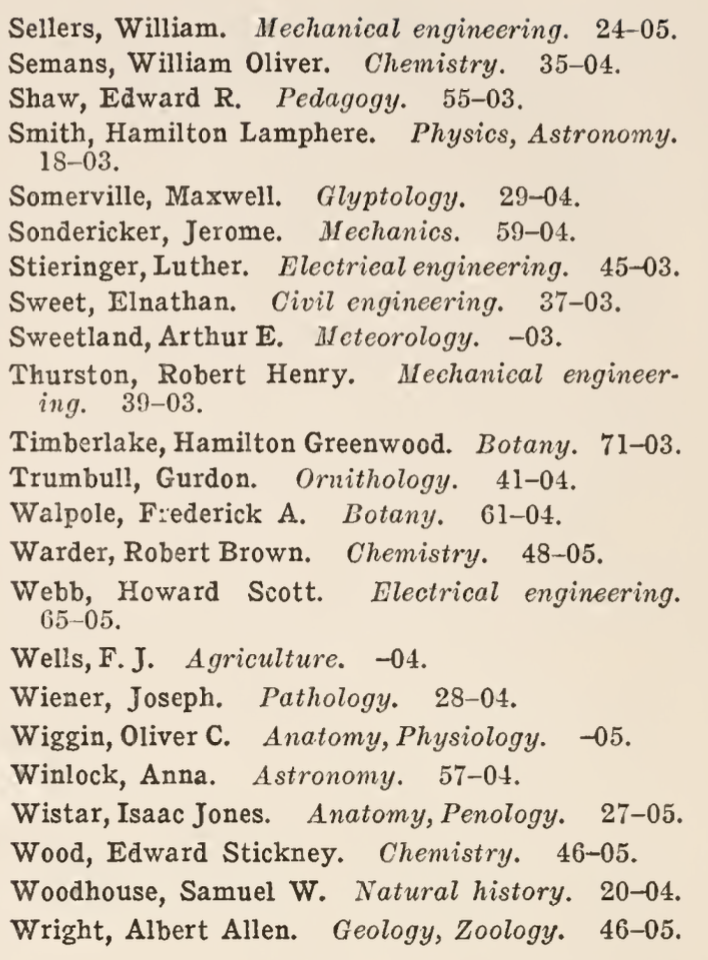 Sellers, William. Mechanical engineering. 24–05.
Semans, William Oliver. Chemistry. 35–04.
Shaw, Edward R. Pedagogy. 55–03.
Smith, Hamilton Lamphere. Physics, Astronomy.
18–03.
Somerville, Maxwell. Glyptology. 29–04.
Sondericker, Jerome. Mechanics. 59–04.
Stieringer, Luther. Electrical engineering. 45–03.
Sweet, Elnathan. Civil engineering. 37–03.
Sweetland, Arthur E. Meteorology. –03.
Thurston, Robert Henry. Mechanical engineer-
ing. 39–03.
Timberlake, Hamilton Greenwood. Botany. 71–03.
Trumbull, Gurdon. Ornithology. 41–04.
Walpole, Frederick A. Botany. 61–04.
Warder, Robert Brown. Chemistry. 48–05.
Webb, Howard Scott. Electrical engineering.
65–05.
Wells, F. J. Agriculture. –04.
Wiener, Joseph. Pathology. 28–04.
Wiggin, Oliver C. Anatomy, Physiology. –05.
Winlock, Anna. Astronomy. 57–04.
Wistar, Isaac Jones. Anatomy, Penology. 27–05.
Wood, Edward Stickney. Chemistry. 46–05.
Woodhouse, Samuel W. Natural history. 20–04.
Wright, Albert Allen. Geology, Zoology. 46–05.